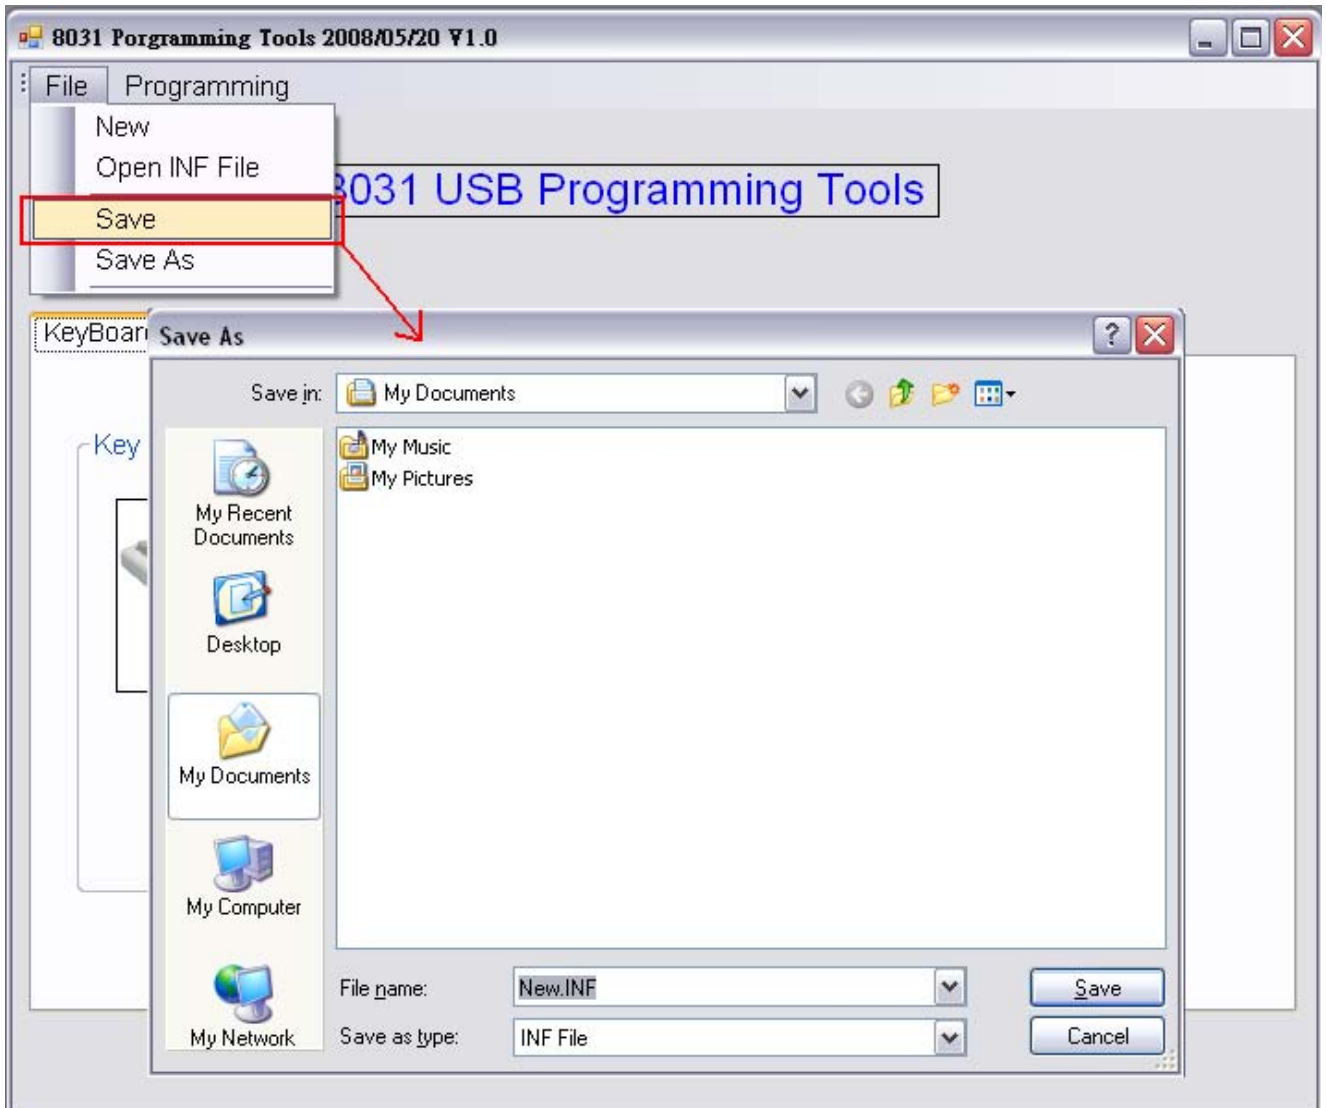 8031 Porgramming Tools 2008/05/20 V1.0
File Programming
New
Open INF File
8031 USB Programming Tools
Save
Save As
KeyBoar
Save As
Save in: My Documents
Key
My Music
My Pictures
My Recent
Documents
Desktop
My Documents
My Computer
My Network
File name: New.INF Save
Save as type: INF File Cancel